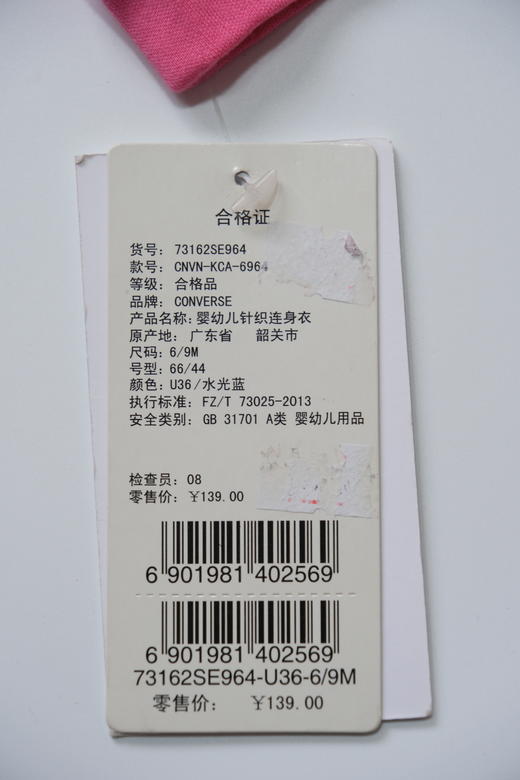 合格证
货号: 73162SE964
款号: CNVN-KCA-6964
等级: 合格品
品牌: CONVERSE
产品名称: 婴幼儿针织连身衣
原产地: 广东省 韶关市
尺码: 6/9M
号型: 66/44
颜色: U36/水光蓝
执行标准: FZ/T 73025-2013
安全类别: GB 31701 A类 婴幼儿用品
检查员: 08
零售价: ¥139.00
6 901981 402569
6 901981 402569
73162SE964-U36-6/9M
零售价: ¥139.00